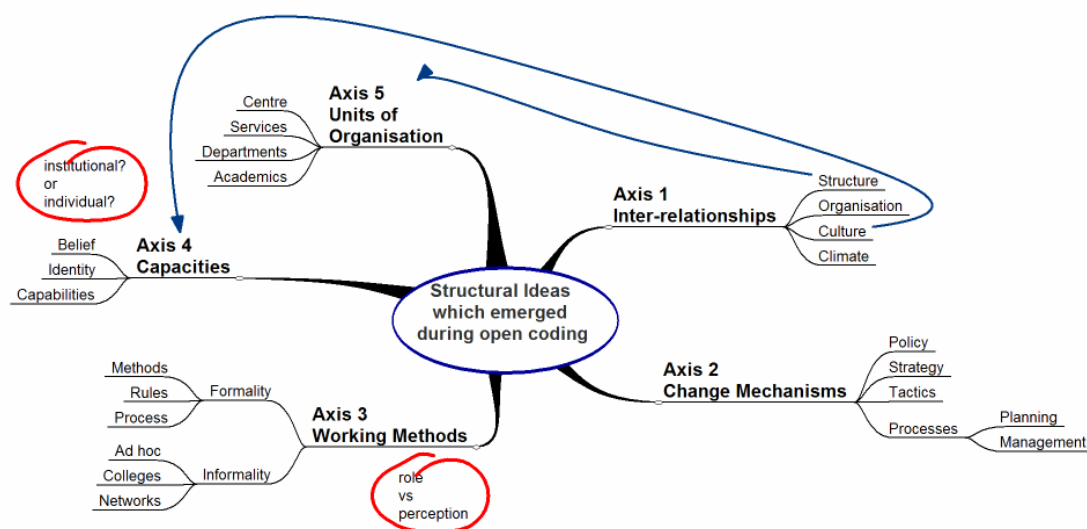 Structural Ideas
which emerged
during open coding
Axis 1
Inter-relationships
Structure
Organisation
Culture
Climate
Axis 2
Change Mechanisms
Policy
Strategy
Tactics
Processes
Planning
Management
Axis 3
Working Methods
Formality
Methods
Rules
Process
Informality
Ad hoc
Colleges
Networks
role
vs
perception
Axis 4
Capacities
Belief
Identity
Capabilities
institutional?
or
individual?
Axis 5
Units of
Organisation
Centre
Services
Departments
Academics